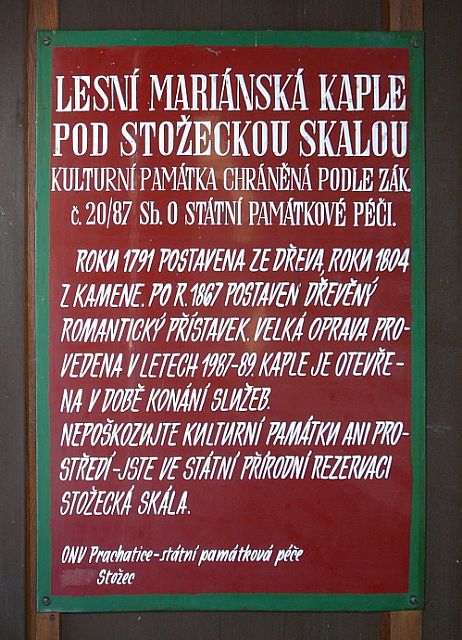 LESNÍ MARIÁNSKÁ KAPLE
POD STOŽECKOU SKALOU
KULTURNÍ PAMÁTKA CHRÁNĚNÁ PODLE ZÁK.
č. 20/87 Sb. O STÁTNÍ PAMÁTKOVÉ PÉČI.
ROKU 1791 POSTAVENA ZE DŘEVA, ROKU 1804
Z KAMENE. PO R. 1867 POSTAVEN DŘEVĚNÝ
ROMANTICKÝ PŘÍSTAVEK. VELKÁ OPRAVA PRO-
VEDENA V LETECH 1987-89. KAPLE JE OTEVŘE-
NA V DOBĚ KONÁNÍ SLUŽEB.
NEPOŠKOZUJTE KULTURNÍ PAMÁTKU ANI PRO-
STŘEDÍ-JSTE VE STÁTNÍ PŘÍRODNÍ REZERVACI
STOŽECKÁ SKÁLA.
ONV Prachatice-státní památková péče
Stožec